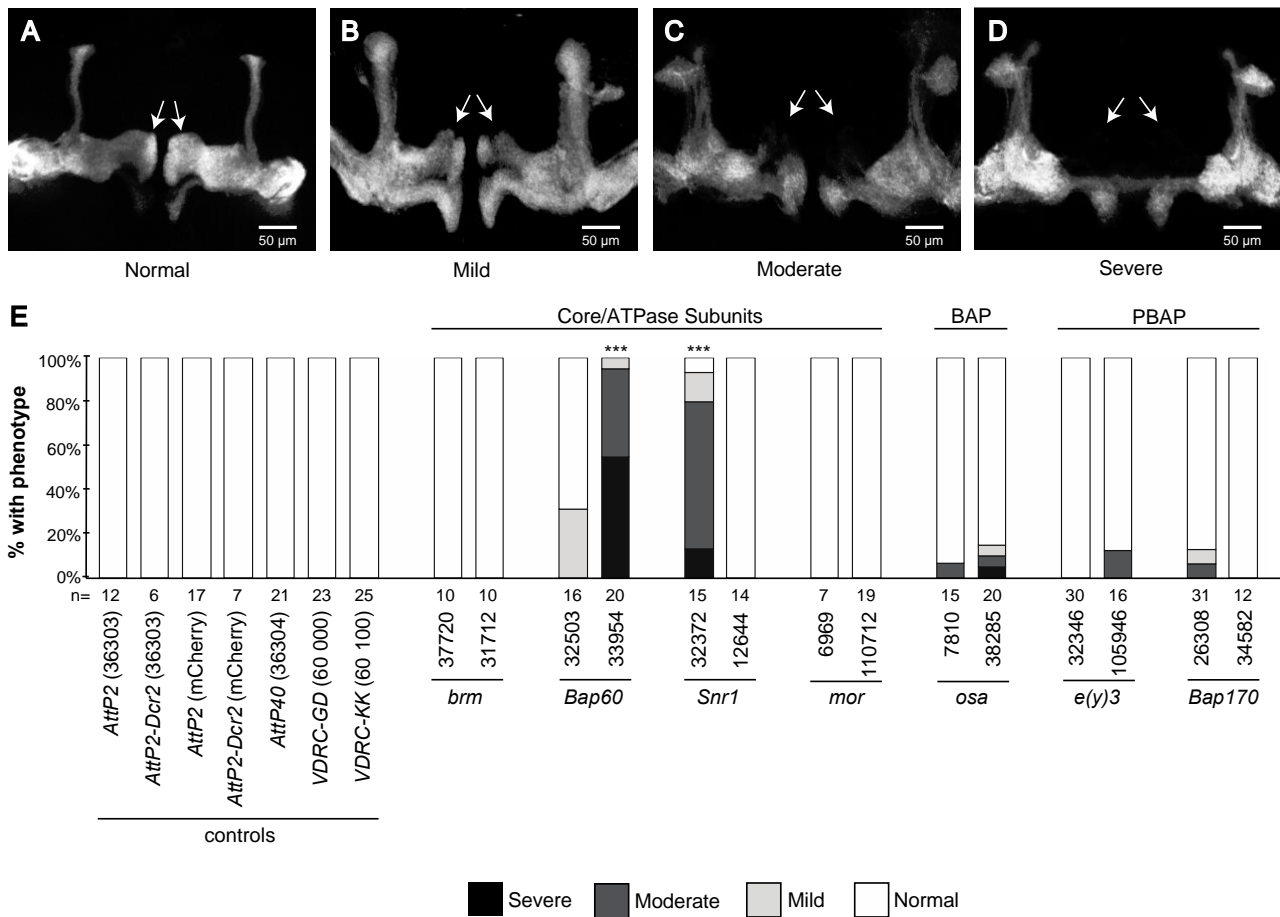 A
B
C
D
50 µm
50 µm
50 µm
50 µm
Normal
Mild
Moderate
Severe
E
Core/ATPase Subunits
BAP
PBAP
% with phenotype
100%
80%
60%
40%
20%
0%
***
***
n= 12 6 17 7 21 23 25 10 10 16 20 15 14 7 19 15 20 30 16 31 12
AttP2 (36303)
AttP2-Dcr2 (36303)
AttP2 (mCherry)
AttP2-Dcr2 (mCherry)
AttP40 (36304)
VDRC-GD (60 000)
VDRC-KK (60 100)
37720
31712
32503
33954
32372
12644
6969
110712
7810
38285
32346
105946
26308
34582
brm
Bap60
Snr1
mor
osa
e(y)3
Bap170
controls
Severe
Moderate
Mild
Normal